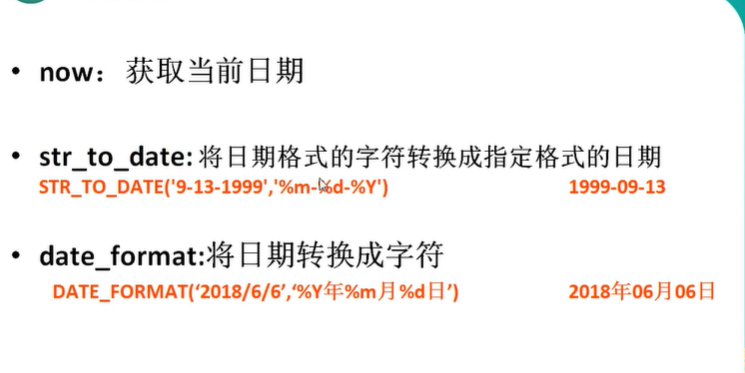 • now：获取当前日期
• str_to_date: 将日期格式的字符转换成指定格式的日期
STR_TO_DATE('9-13-1999','%m-%d-%Y') 1999-09-13
• date_format:将日期转换成字符
DATE_FORMAT(‘2018/6/6’,‘%Y年%m月%d日’) 2018年06月06日